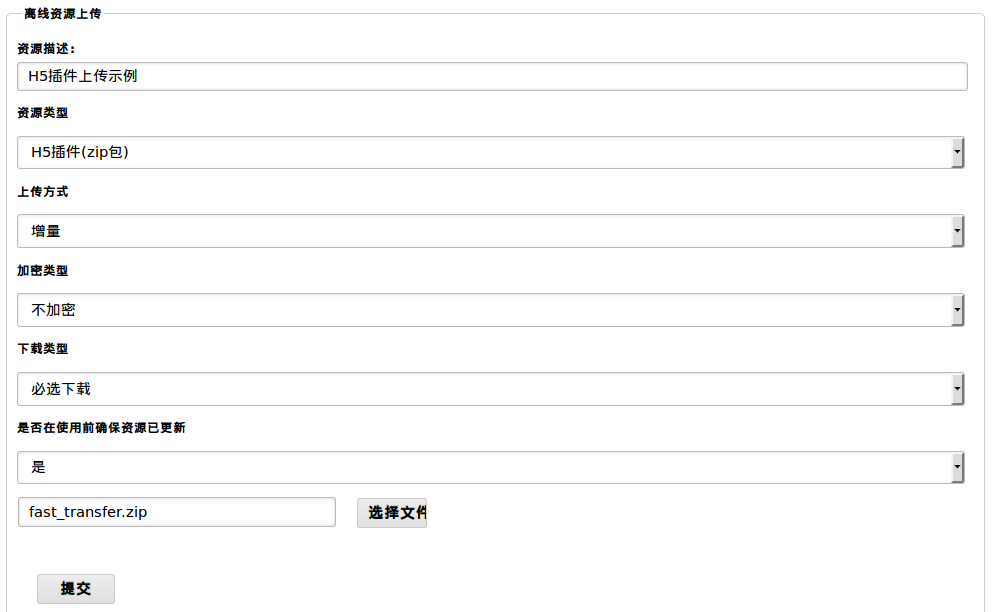 离线资源上传
资源描述：
H5插件上传示例
资源类型
H5插件(zip包)
上传方式
增量
加密类型
不加密
下载类型
必选下载
是否在使用前确保资源已更新
是
fast_transfer.zip 选择文件
提交